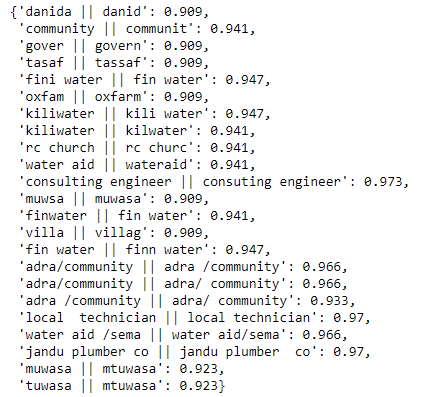 {'danida || danid': 0.909,
'community || communit': 0.941,
'gover || govern': 0.909,
'tasaf || tassaf': 0.909,
'fini water || fin water': 0.947,
'oxfam || oxfarm': 0.909,
'kiliwater || kili water': 0.947,
'kiliwater || kilwater': 0.941,
'rc church || rc churc': 0.941,
'water aid || wateraid': 0.941,
'consulting engineer || consuting engineer': 0.973,
'muwsa || muwasa': 0.909,
'finwater || fin water': 0.941,
'villa || villag': 0.909,
'fin water || finn water': 0.947,
'adra/community || adra /community': 0.966,
'adra/community || adra/ community': 0.966,
'adra /community || adra/ community': 0.933,
'local  technician || local technician': 0.97,
'water aid /sema || water aid/sema': 0.966,
'jandu plumber co || jandu plumber  co': 0.97,
'muwasa || mtuwasa': 0.923,
'tuwasa || mtuwasa': 0.923}